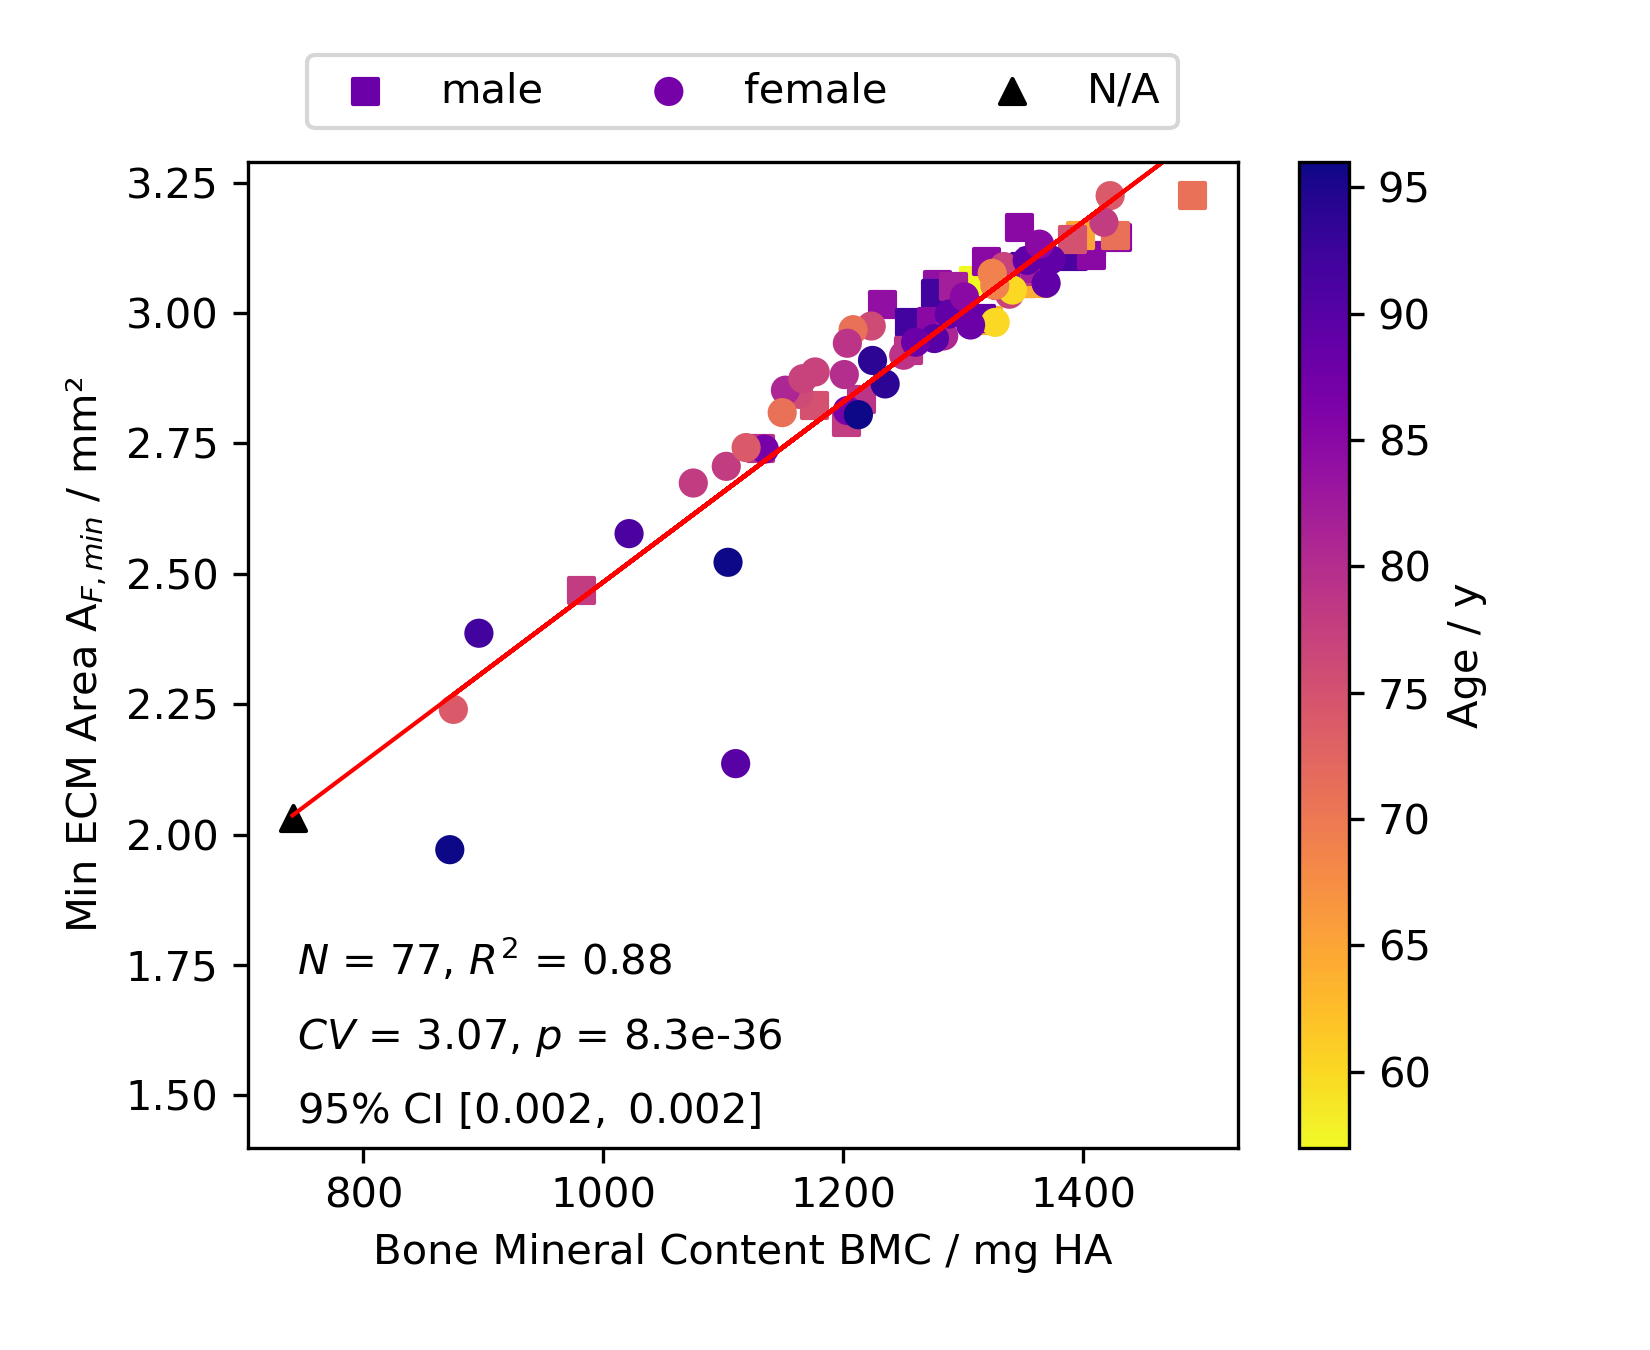 male female N/A
3.25
3.00
2.75
2.50
2.25
2.00
1.75
1.50
Min ECM Area A_{F,min} / mm²
N = 77, R² = 0.88
CV = 3.07, p = 8.3e-36
95% CI [0.002, 0.002]
800 1000 1200 1400
Bone Mineral Content BMC / mg HA
95
90
85
80
75
70
65
60
Age / y